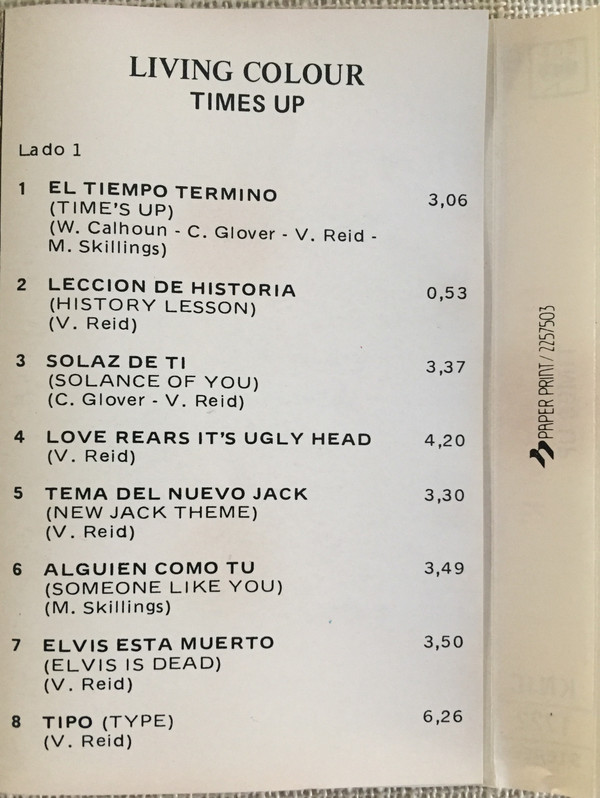 LIVING COLOUR
TIMES UP
Lado 1
1 EL TIEMPO TERMINO 3,06
(TIME'S UP)
(W. Calhoun - C. Glover - V. Reid -
M. Skillings)
2 LECCION DE HISTORIA 0,53
(HISTORY LESSON)
(V. Reid)
3 SOLAZ DE TI 3,37
(SOLANCE OF YOU)
(C. Glover - V. Reid)
4 LOVE REARS IT'S UGLY HEAD 4,20
(V. Reid)
5 TEMA DEL NUEVO JACK 3,30
(NEW JACK THEME)
(V. Reid)
6 ALGUIEN COMO TU 3,49
(SOMEONE LIKE YOU)
(M. Skillings)
7 ELVIS ESTA MUERTO 3,50
(ELVIS IS DEAD)
(V. Reid)
8 TIPO (TYPE) 6,26
(V. Reid)
PAPER PRINT / 2257503